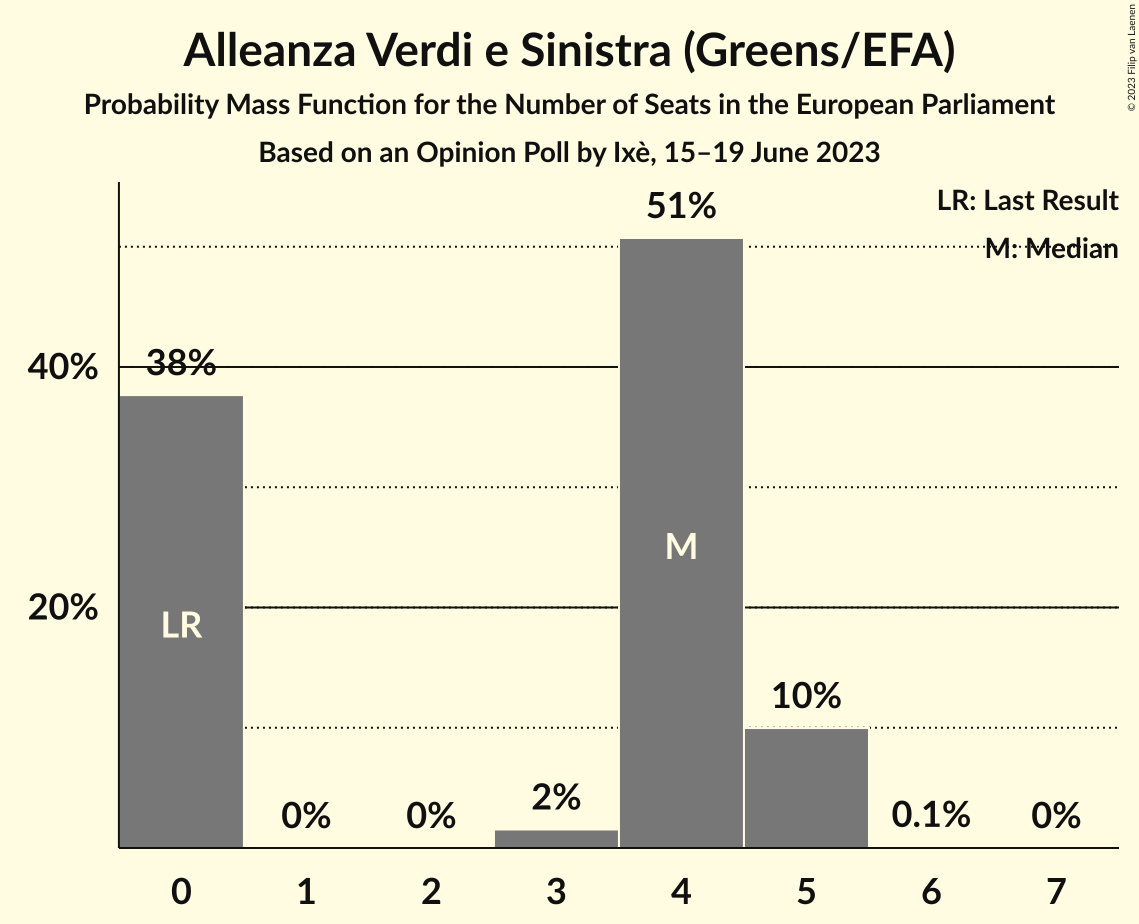 Alleanza Verdi e Sinistra (Greens/EFA)
Probability Mass Function for the Number of Seats in the European Parliament
Based on an Opinion Poll by Ixè, 15–19 June 2023
© 2023 Filip van Laenen
LR: Last Result
M: Median
51%
40%
38%
M
20%
LR
10%
2%
0%
0%
0.1%
0%
0 1 2 3 4 5 6 7